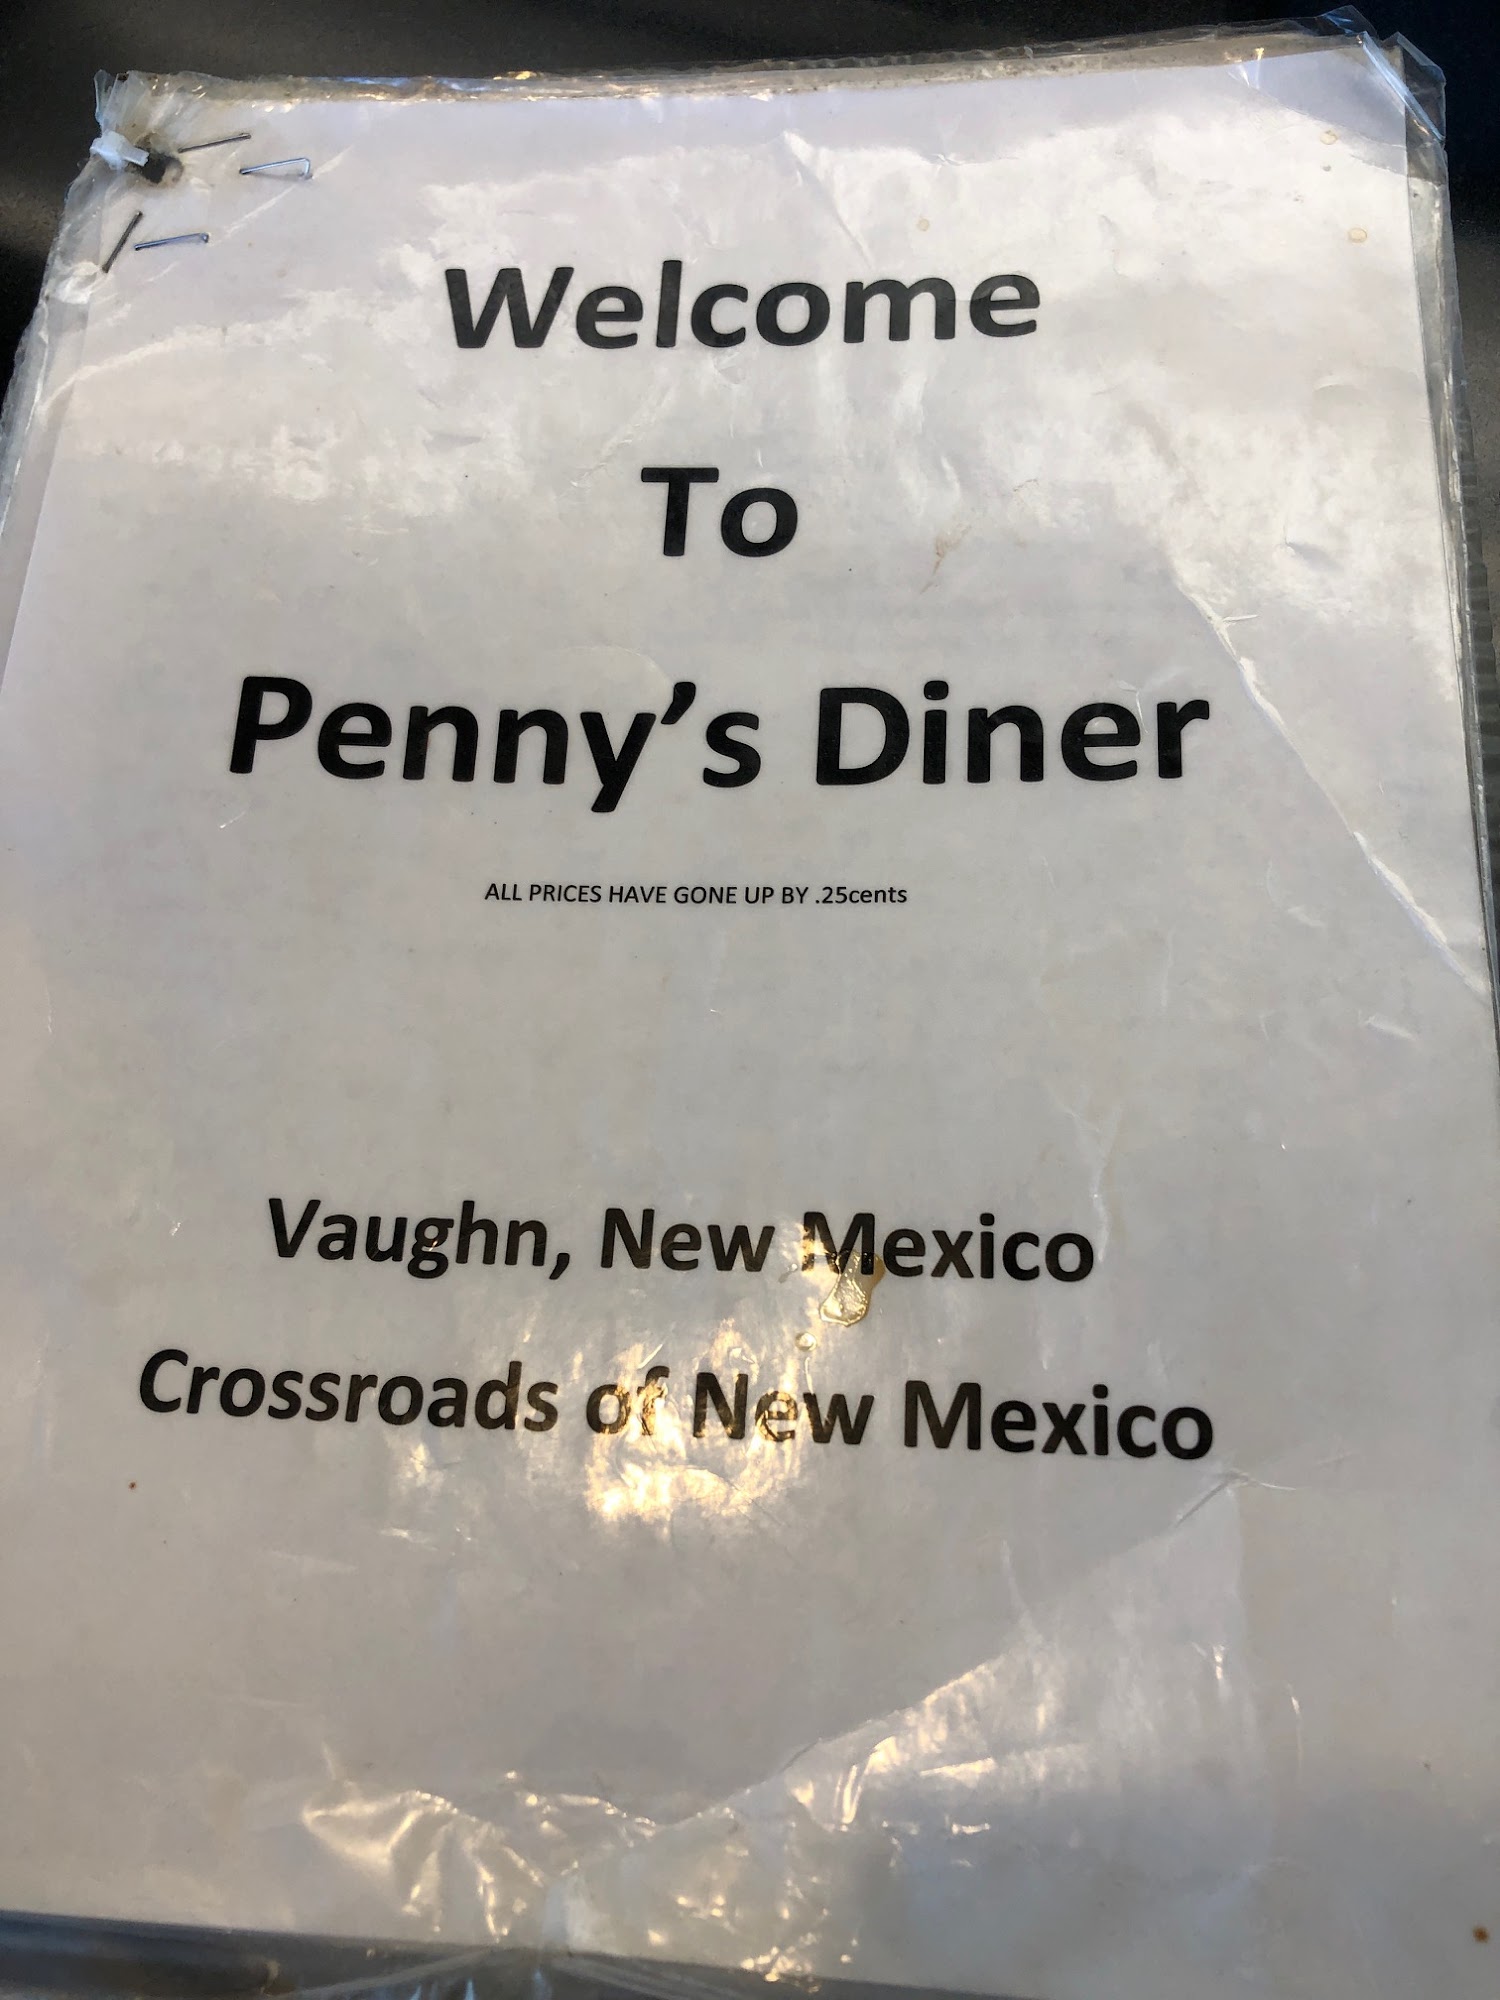 Welcome
To
Penny's Diner
ALL PRICES HAVE GONE UP BY .25cents
Vaughn, New Mexico
Crossroads of New Mexico